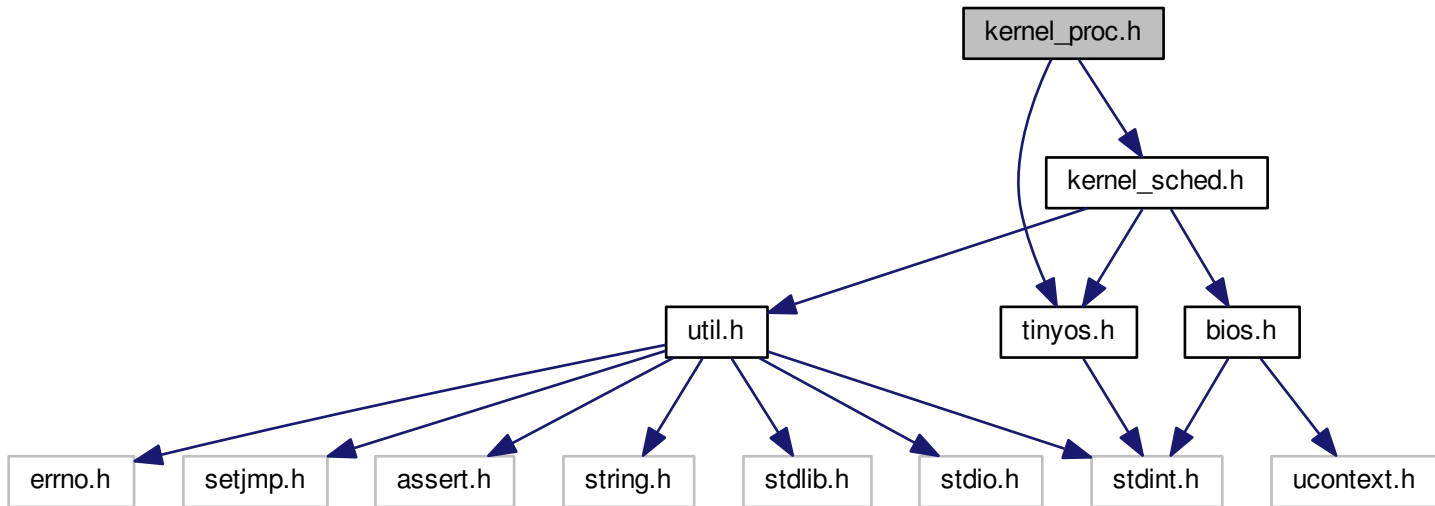 kernel_proc.h
kernel_sched.h
util.h
tinyos.h
bios.h
errno.h
setjmp.h
assert.h
string.h
stdlib.h
stdio.h
stdint.h
ucontext.h